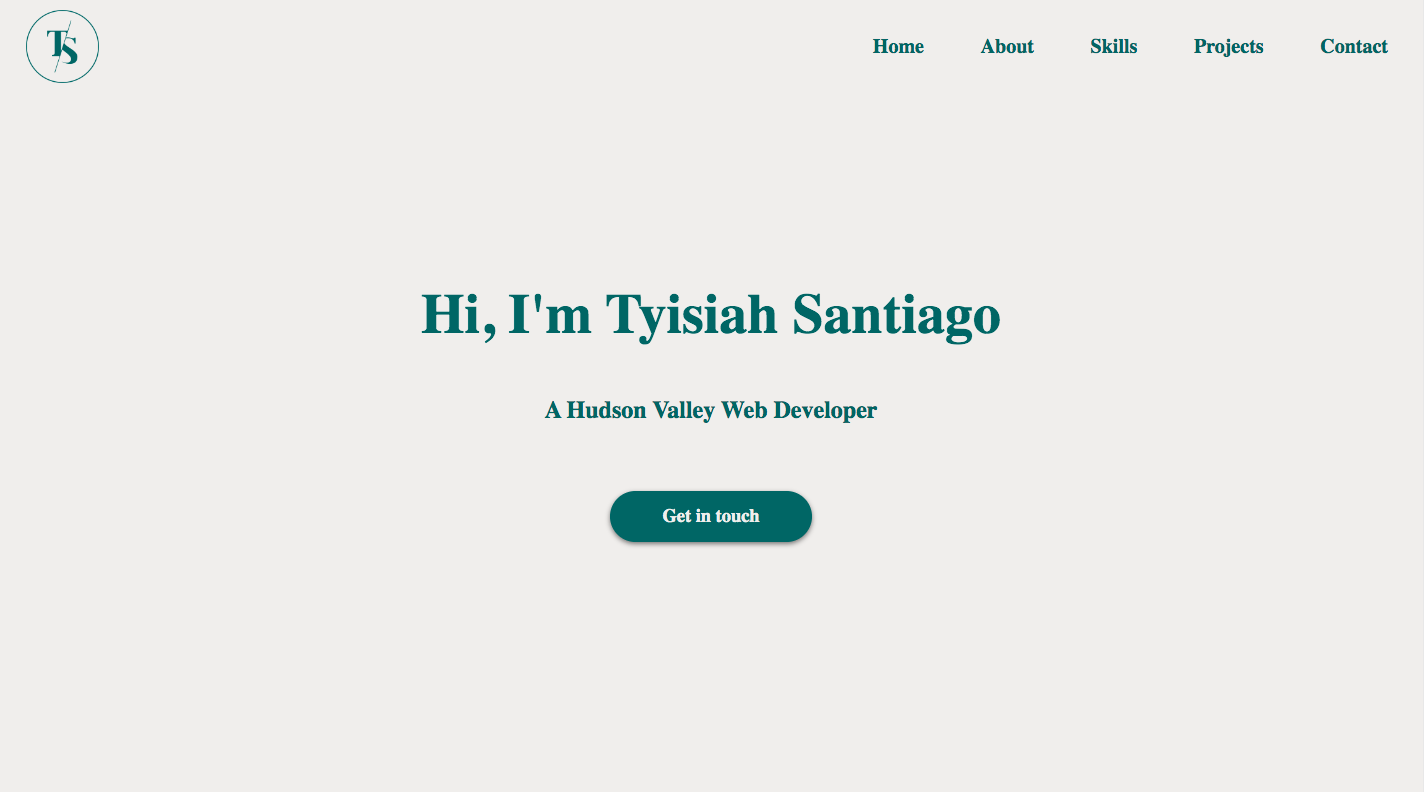 TS
Home About Skills Projects Contact
Hi, I'm Tyisiah Santiago
A Hudson Valley Web Developer
Get in touch